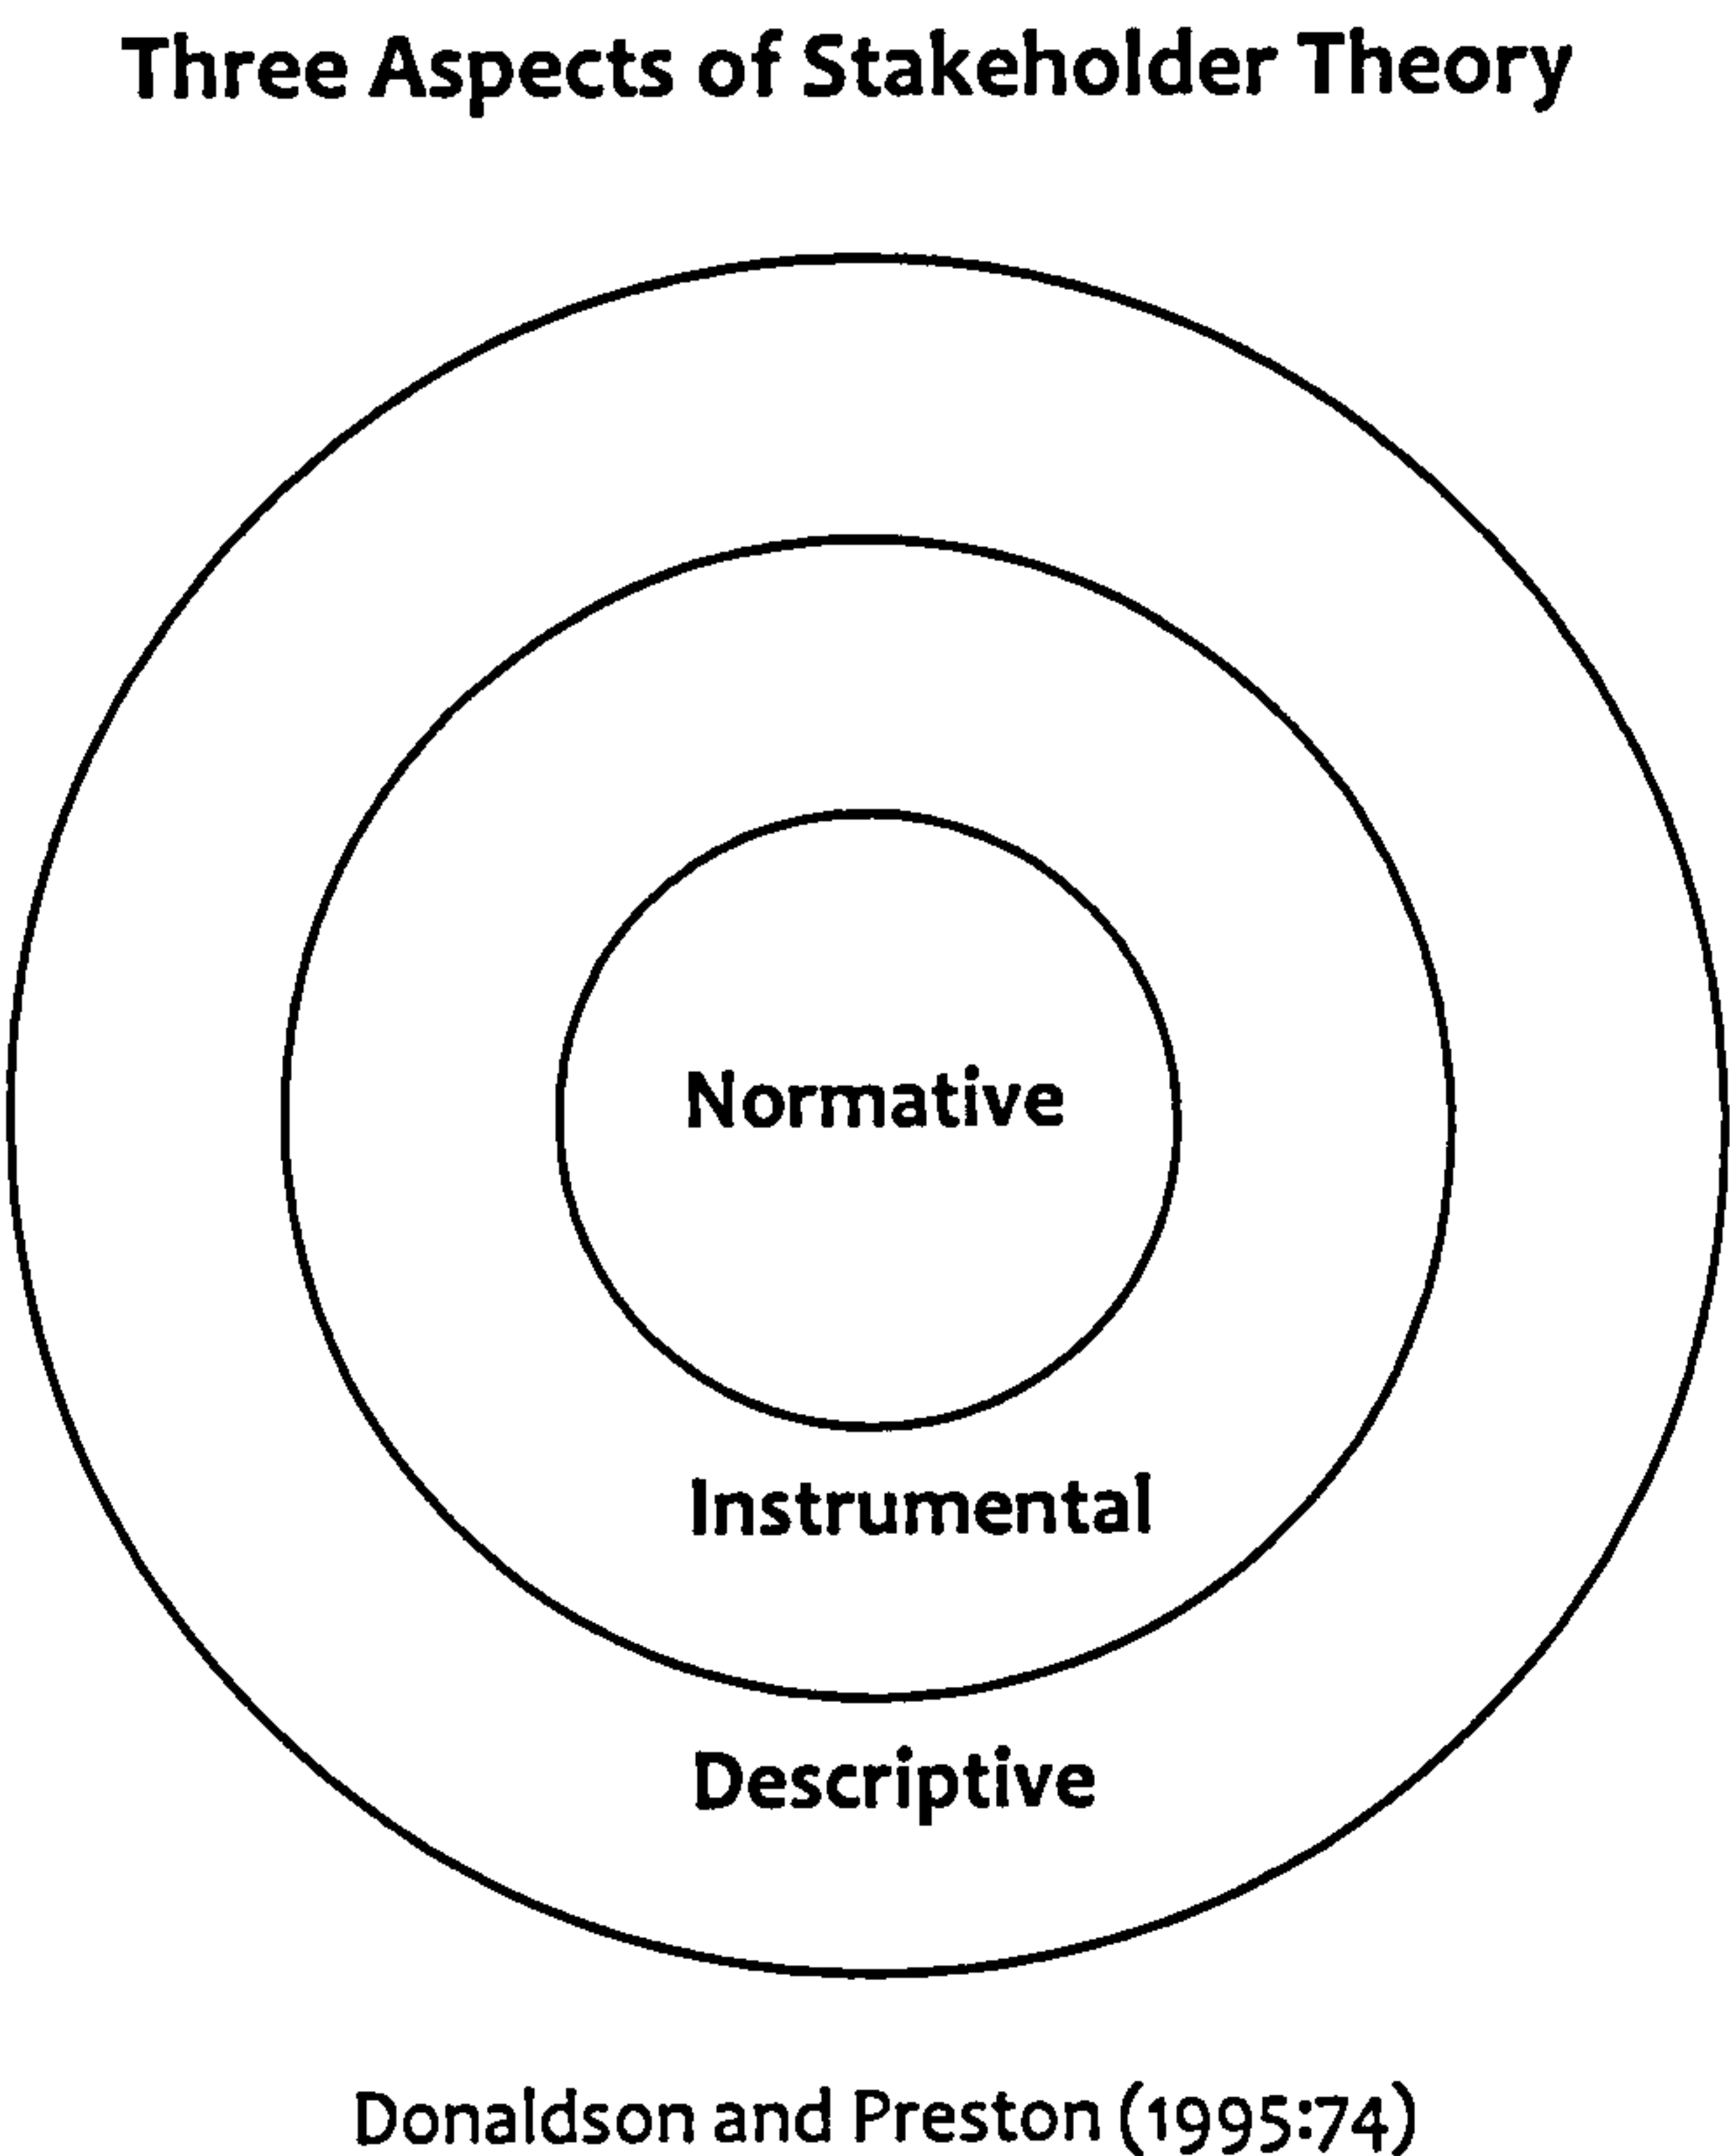 Three Aspects of Stakeholder Theory
Normative
Instrumental
Descriptive
Donaldson and Preston (1995:74)